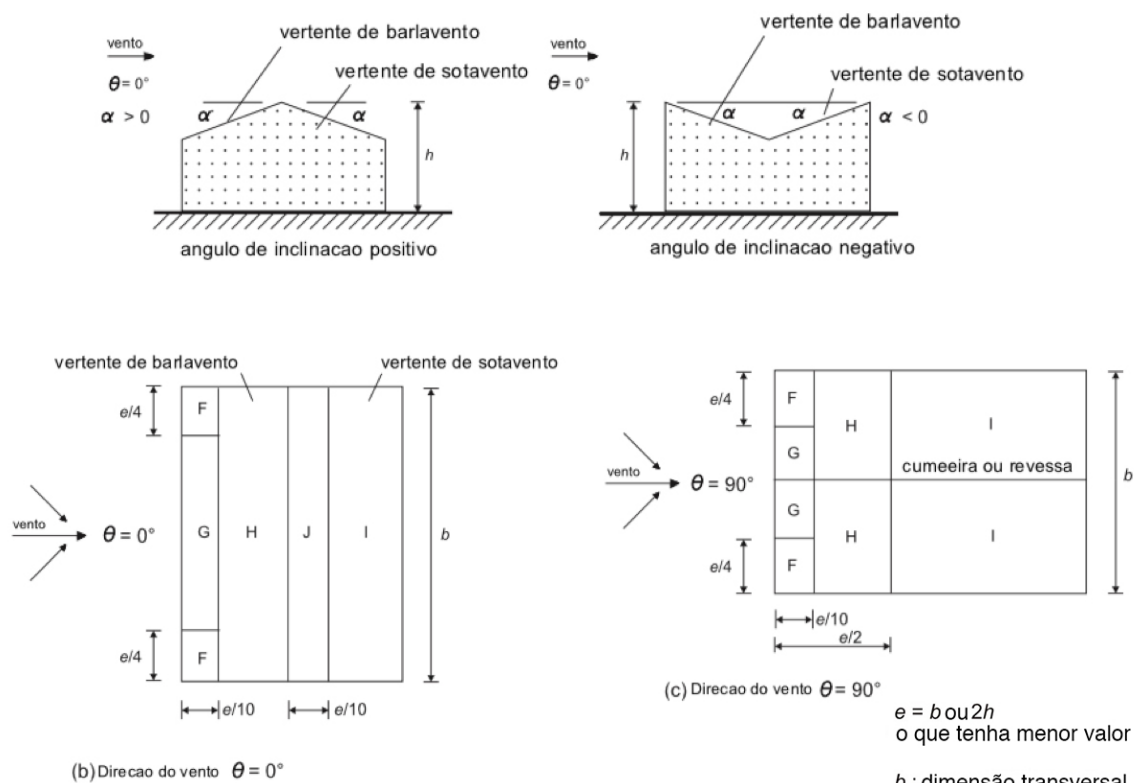 vento
θ= 0°
α > 0
vertente de barlavento
vertente de sotavento
α
α
h
angulo de inclinacao positivo
vento
θ= 0°
vertente de barlavento
vertente de sotavento
α
α
α < 0
h
angulo de inclinacao negativo
vertente de barlavento
vertente de sotavento
e/4
F
vento
θ = 0°
G
H
J
I
b
e/4
F
e/10
e/10
(b) Direcao do vento θ = 0°
e/4
F
H
I
G
cumeeira ou revessa
vento
θ = 90°
b
G
H
I
e/4
F
e/10
e/2
(c) Direcao do vento θ = 90°
e = b ou 2h
o que tenha menor valor
b : dimensão transversal